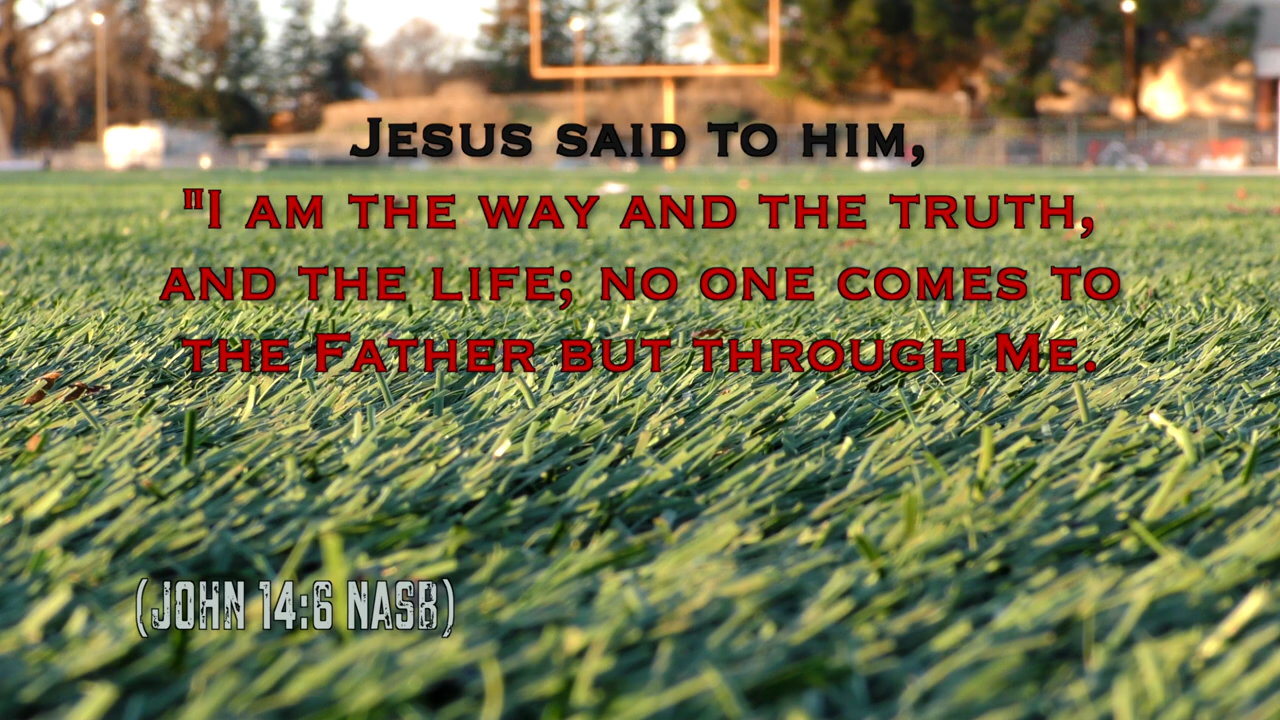 Jesus said to him,
"I am the way and the truth,
and the life; no one comes to
the Father but through Me.
(JOHN 14:6 NASB)